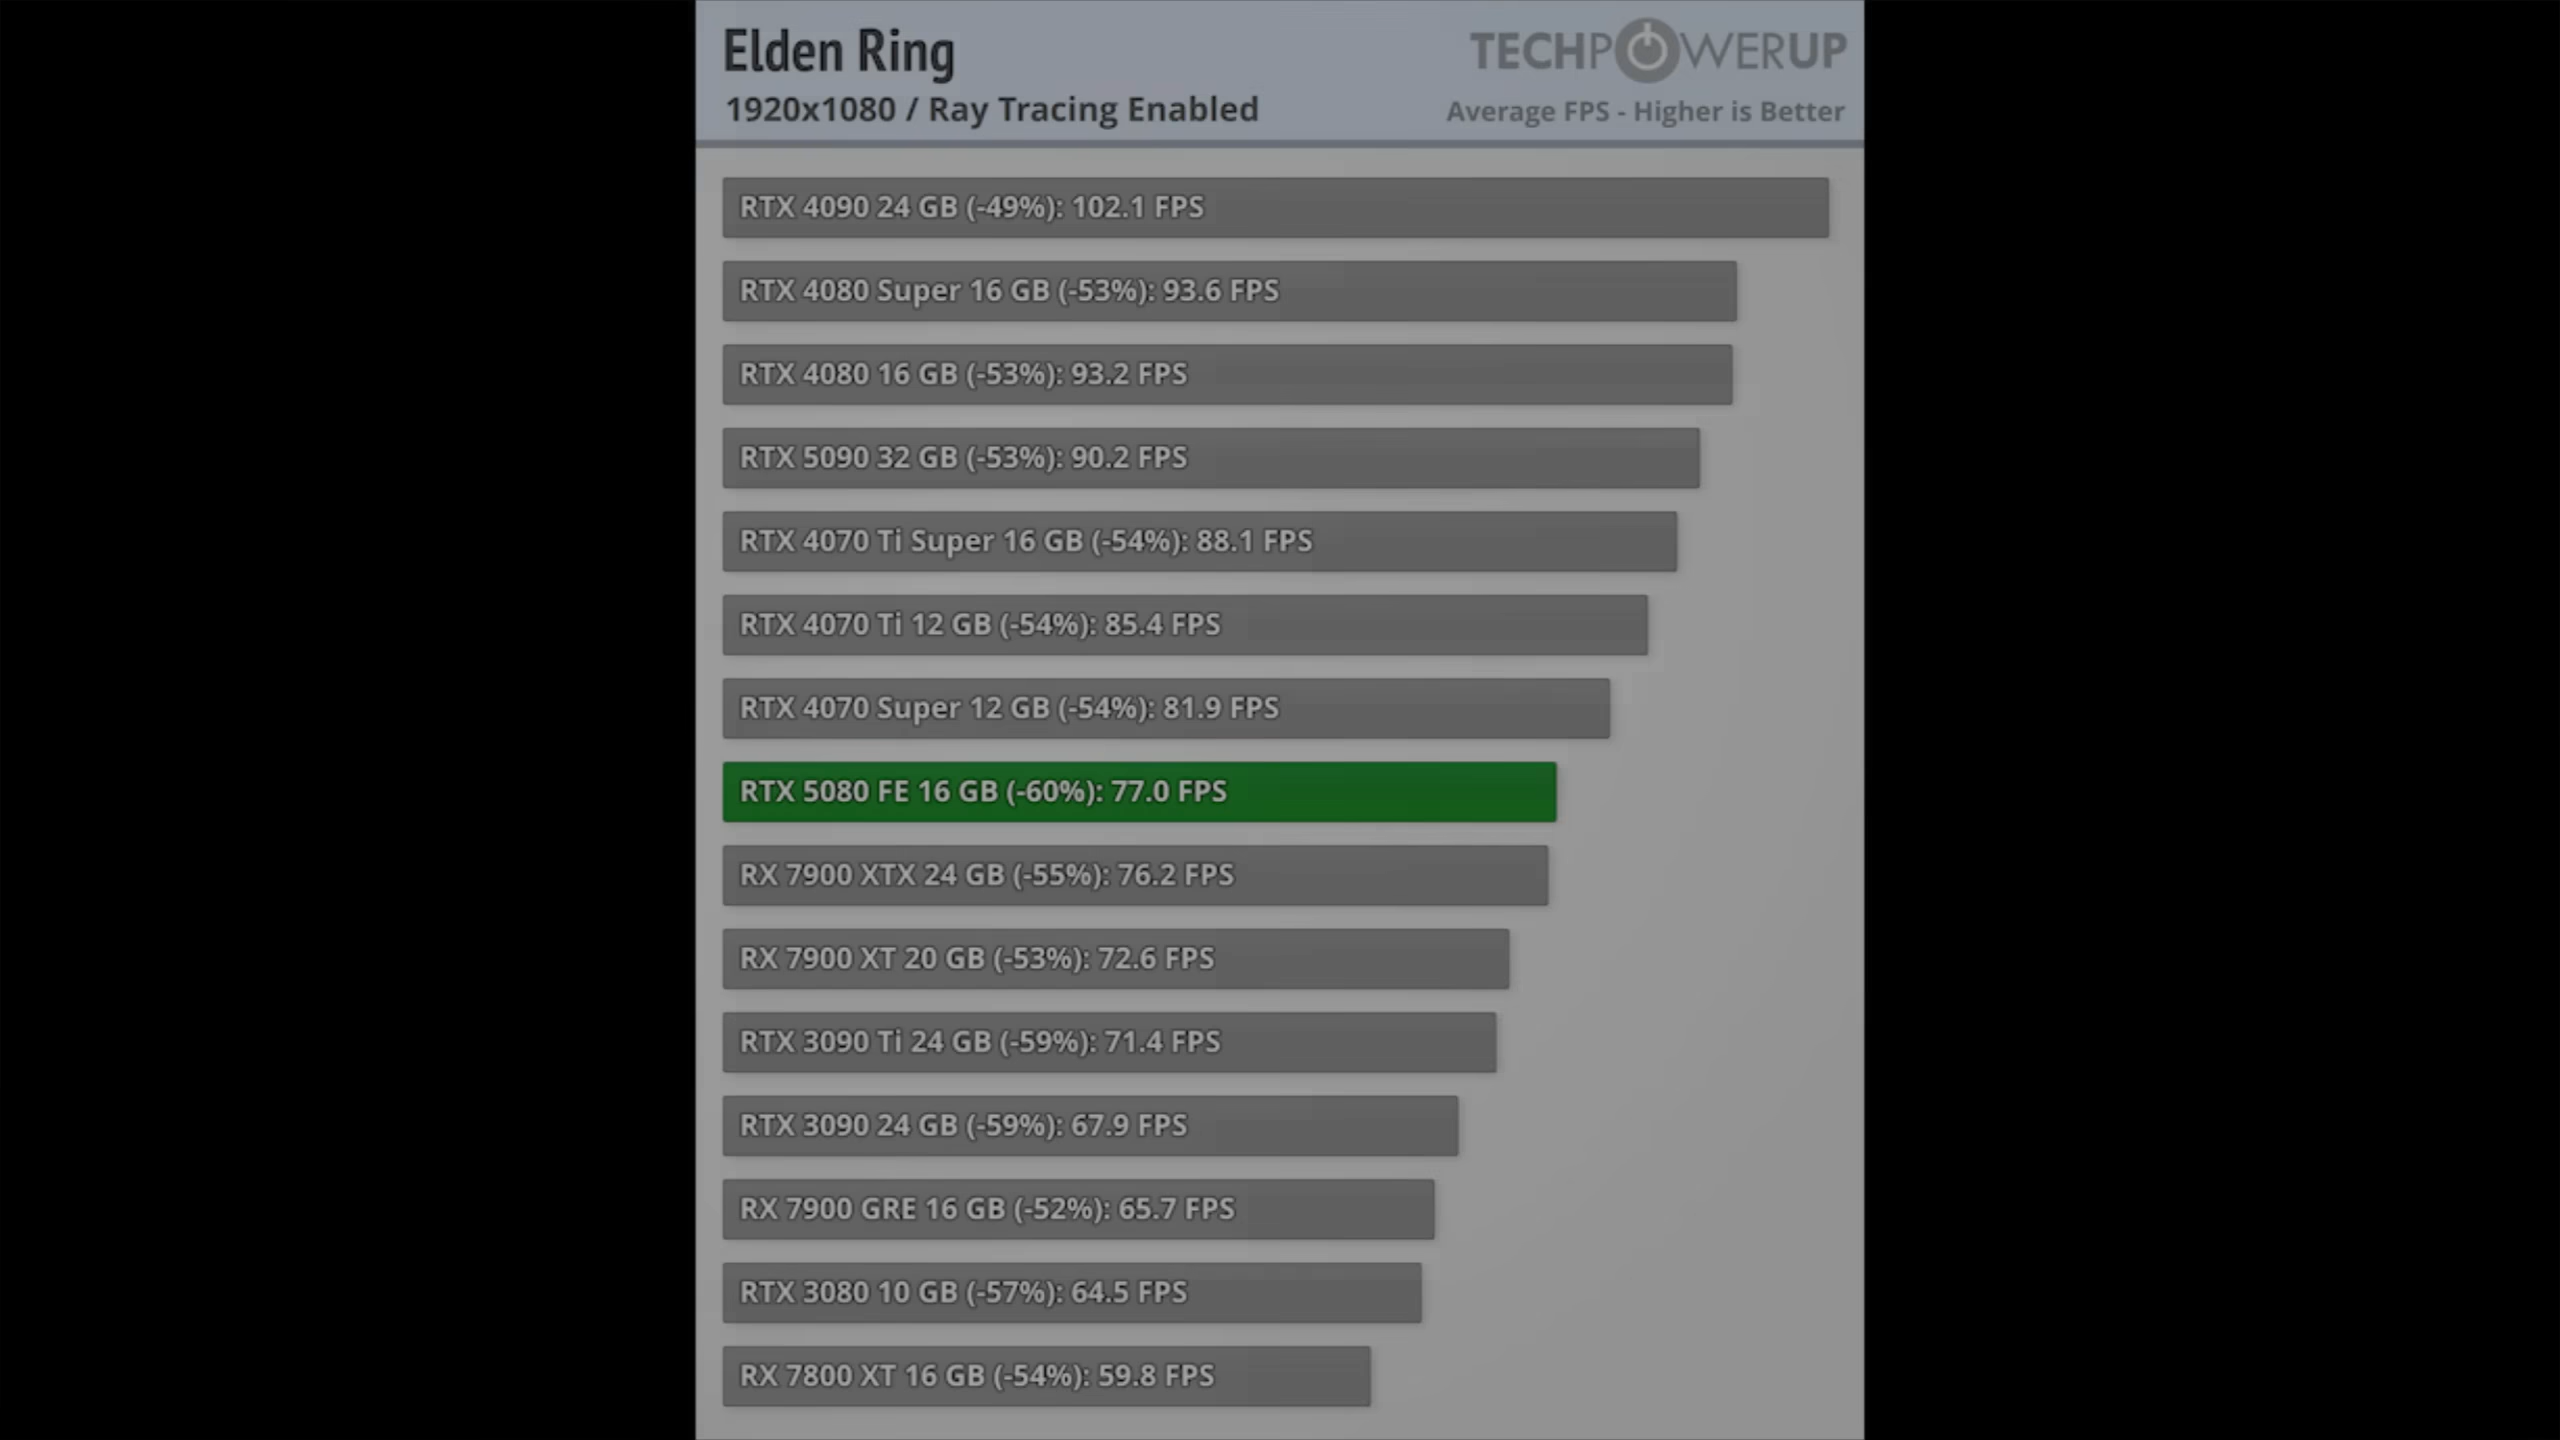 Elden Ring
TECHPOWERUP
1920x1080 / Ray Tracing Enabled
Average FPS - Higher is Better
RTX 4090 24 GB (-49%): 102.1 FPS
RTX 4080 Super 16 GB (-53%): 93.6 FPS
RTX 4080 16 GB (-53%): 93.2 FPS
RTX 5090 32 GB (-53%): 90.2 FPS
RTX 4070 Ti Super 16 GB (-54%): 88.1 FPS
RTX 4070 Ti 12 GB (-54%): 85.4 FPS
RTX 4070 Super 12 GB (-54%): 81.9 FPS
RTX 5080 FE 16 GB (-60%): 77.0 FPS
RX 7900 XTX 24 GB (-55%): 76.2 FPS
RX 7900 XT 20 GB (-53%): 72.6 FPS
RTX 3090 Ti 24 GB (-59%): 71.4 FPS
RTX 3090 24 GB (-59%): 67.9 FPS
RX 7900 GRE 16 GB (-52%): 65.7 FPS
RTX 3080 10 GB (-57%): 64.5 FPS
RX 7800 XT 16 GB (-54%): 59.8 FPS